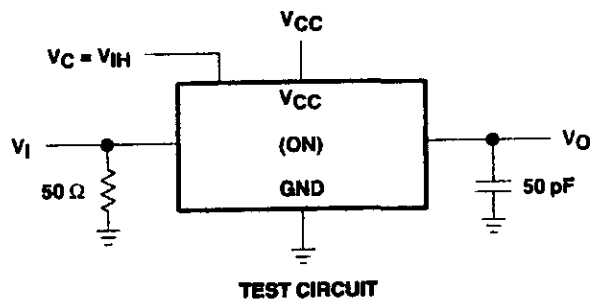 VCC
VC = VIH
VCC
VI
(ON)
VO
50 Ω
GND
50 pF
TEST CIRCUIT